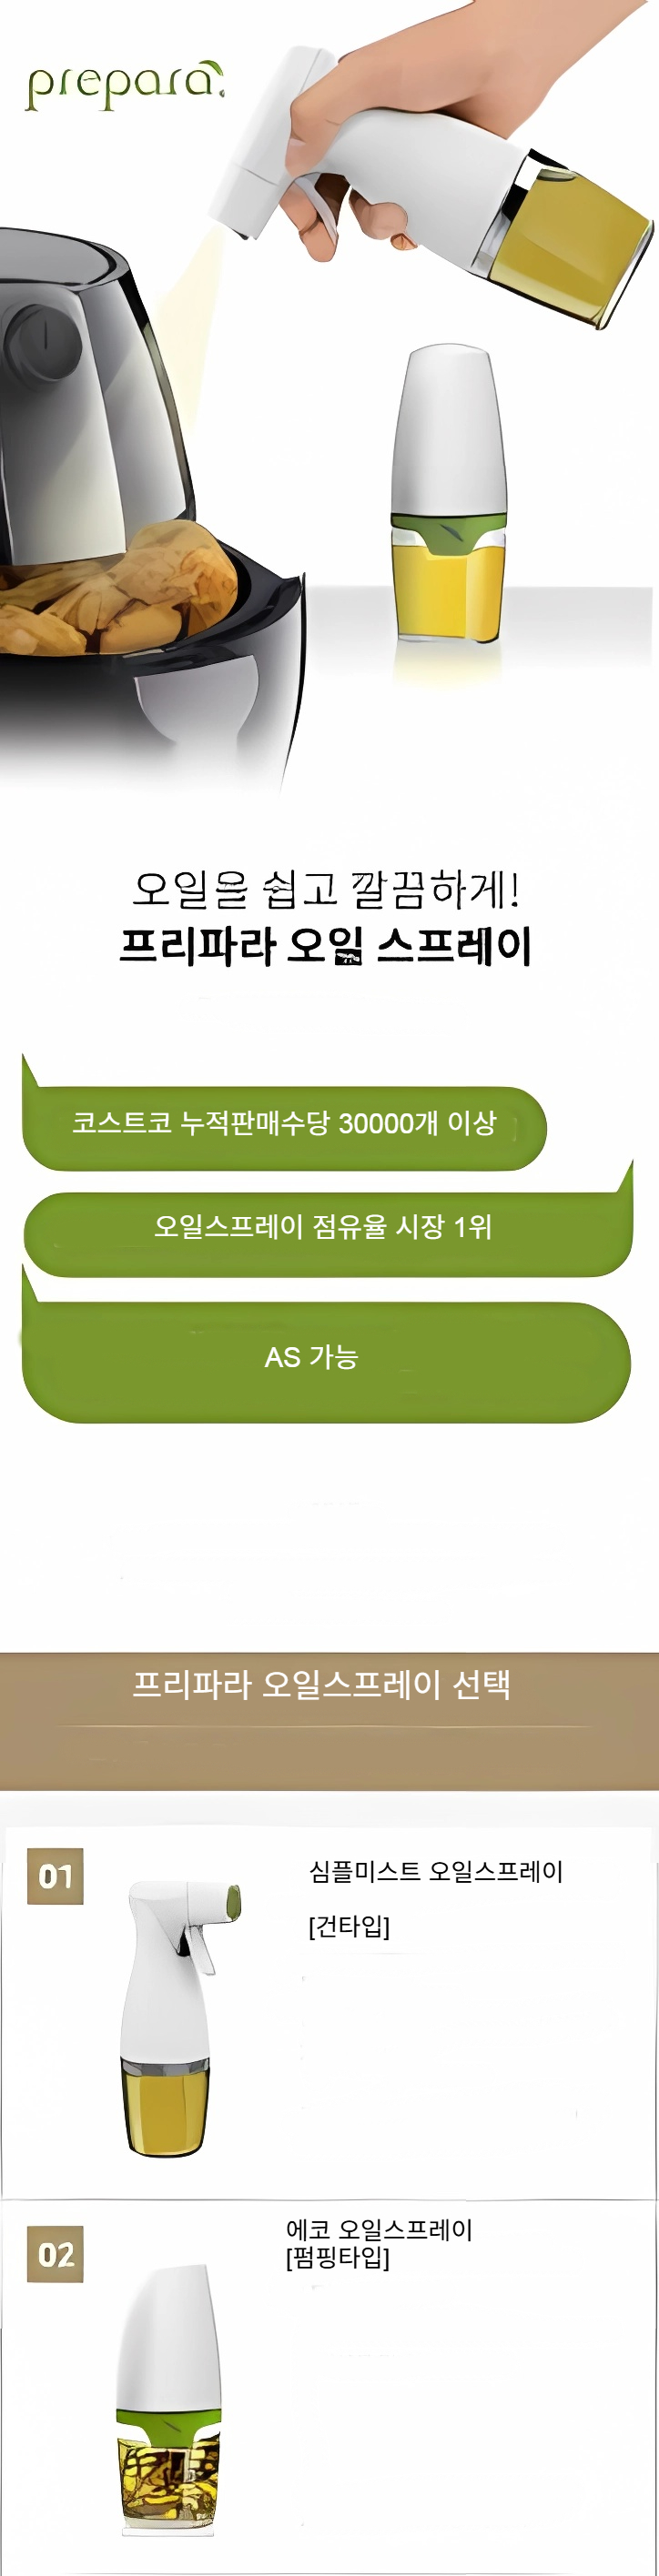 prepara
오일을 쉽고 깔끔하게!
프리파라 오일 스프레이
코스트코 누적판매수당 30000개 이상
오일스프레이 점유율 시장 1위
AS 가능
프리파라 오일스프레이 선택
01
심플미스트 오일스프레이
[건타입]
02
에코 오일스프레이
[펌핑타입]